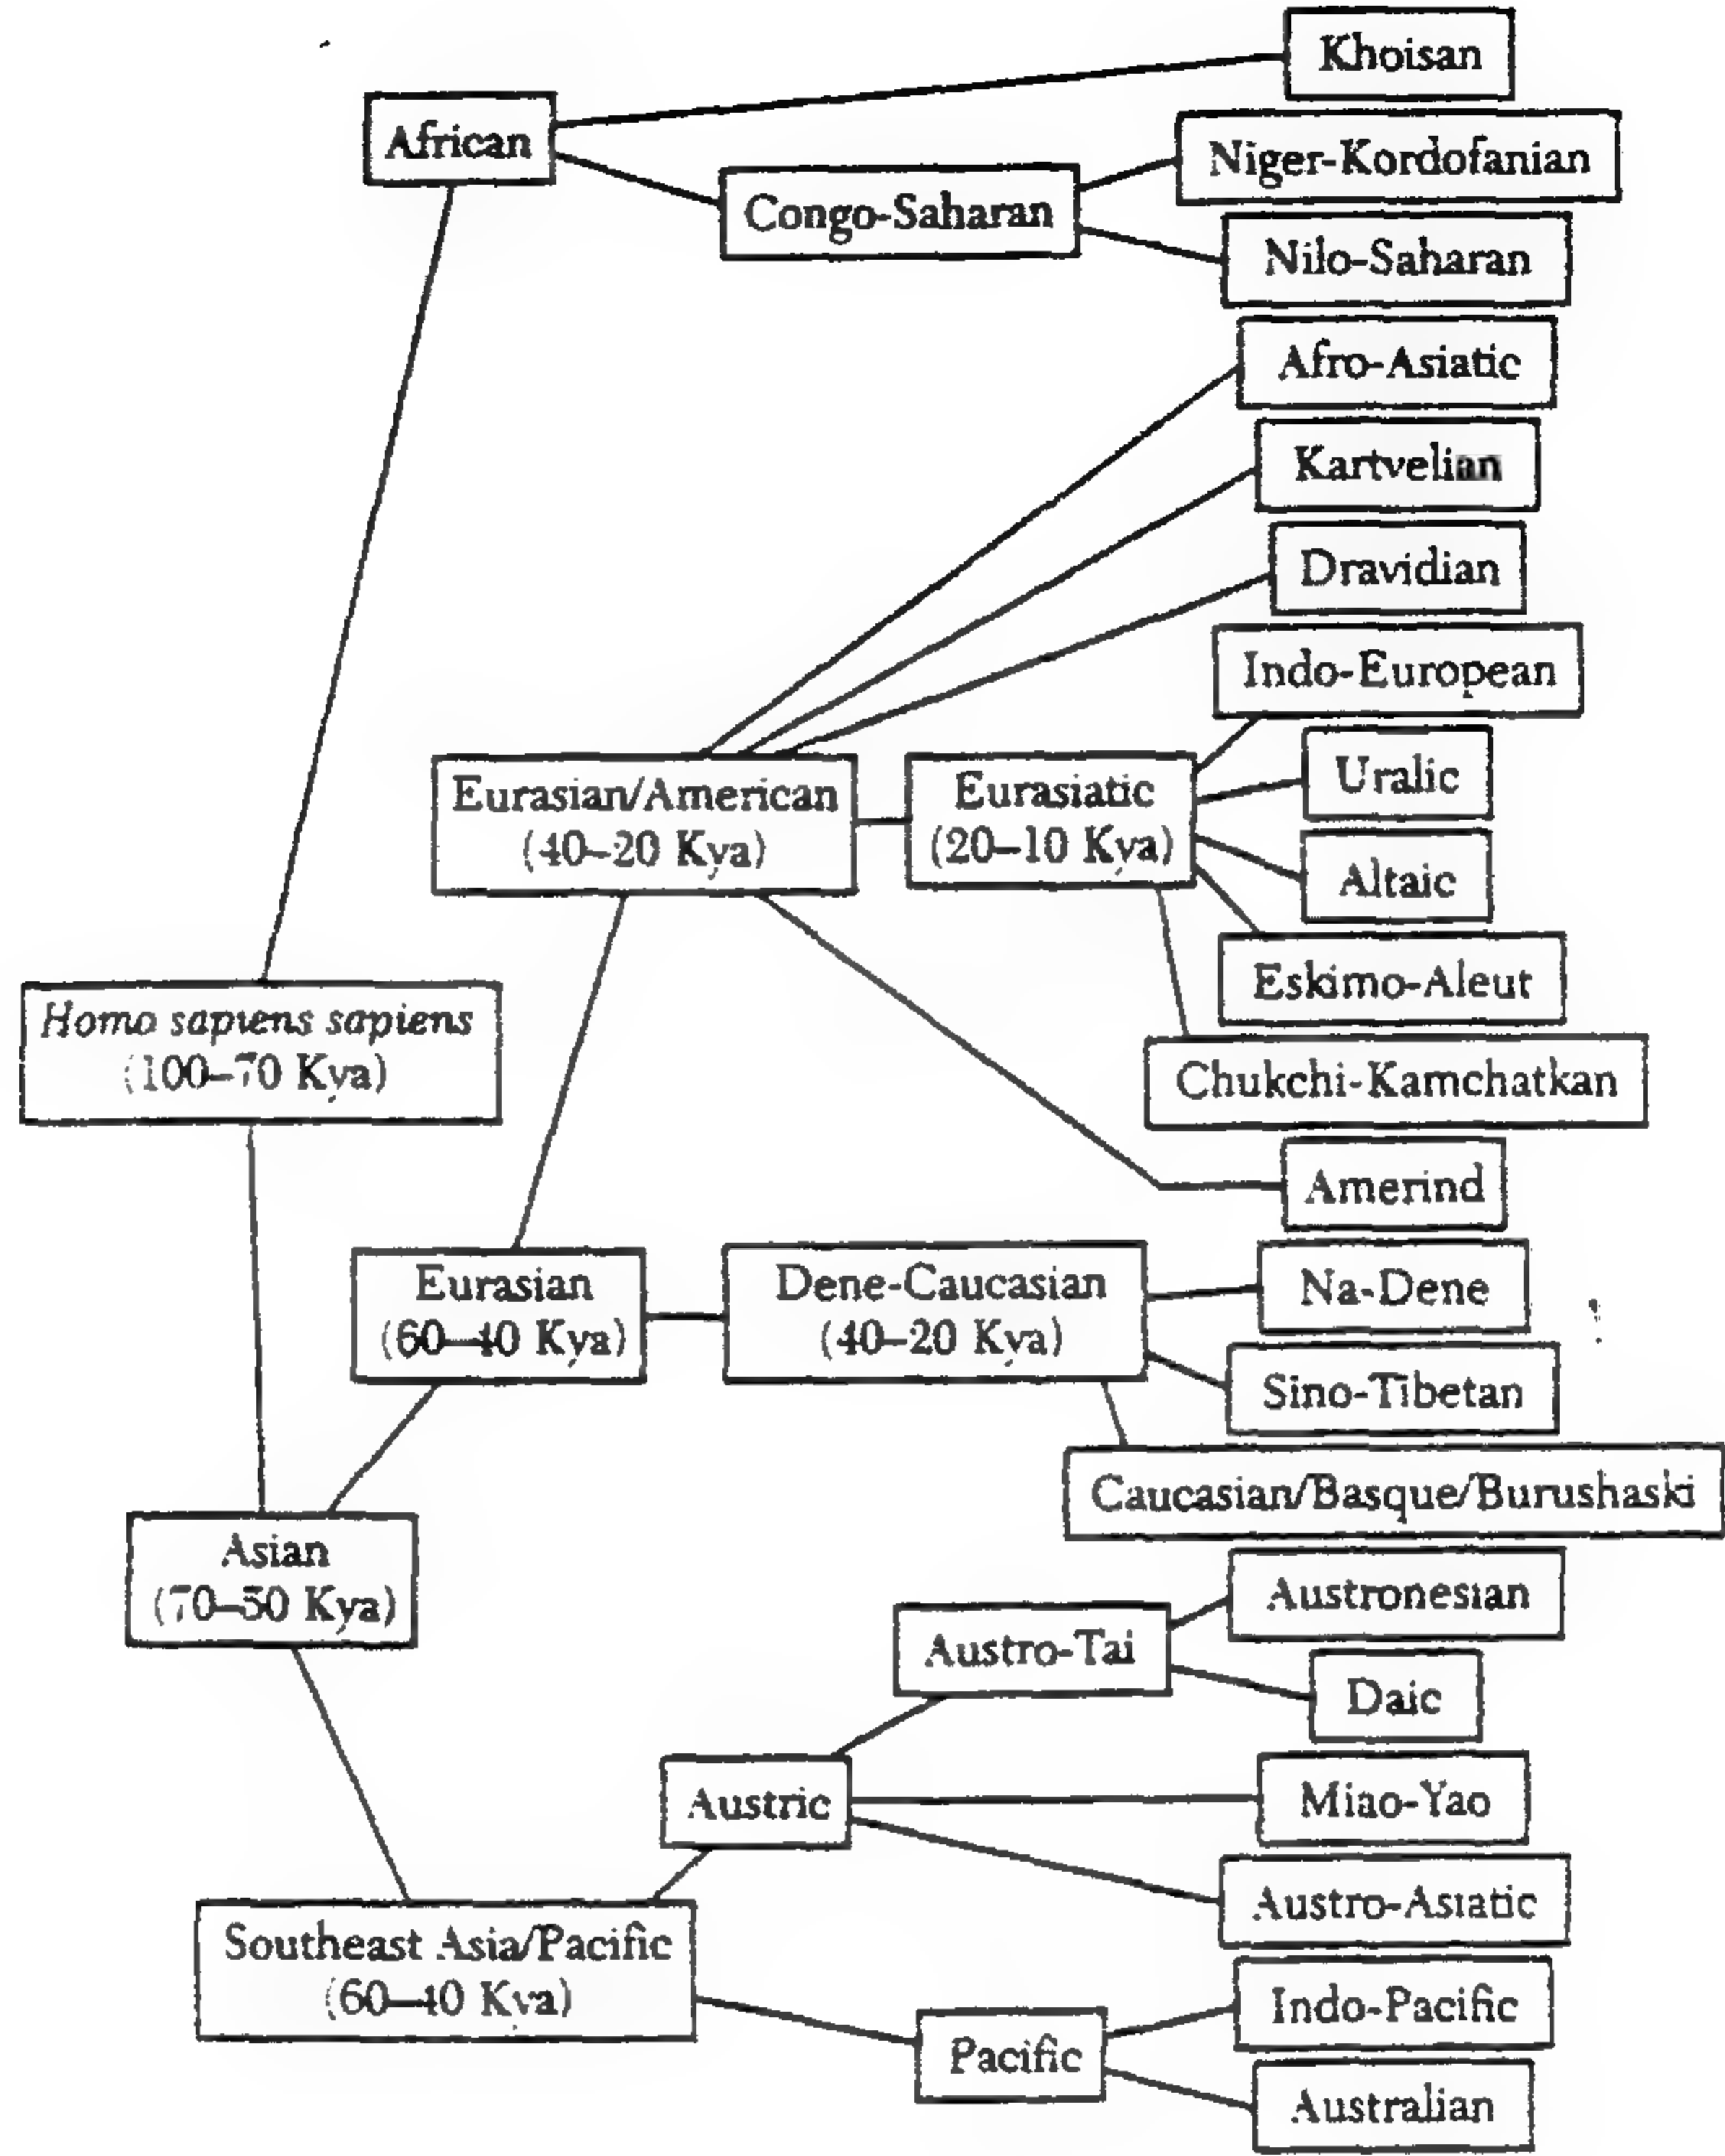 Khoisan
African
Niger-Kordofanian
Congo-Saharan
Nilo-Saharan
Afro-Asiatic
Kartvelian
Dravidian
Indo-European
Uralic
Eurasian/American
(40–20 Kya)
Eurasiatic
(20–10 Kya)
Altaic
Eskimo-Aleut
Homo sapiens sapiens
(100–70 Kya)
Chukchi-Kamchatkan
Amerind
Eurasian
(60–40 Kya)
Dene-Caucasian
(40–20 Kya)
Na-Dene
Sino-Tibetan
Caucasian/Basque/Burushaski
Asian
(70–50 Kya)
Austronesian
Austro-Tai
Daic
Austric
Miao-Yao
Austro-Asiatic
Southeast Asia/Pacific
(60–40 Kya)
Indo-Pacific
Pacific
Australian